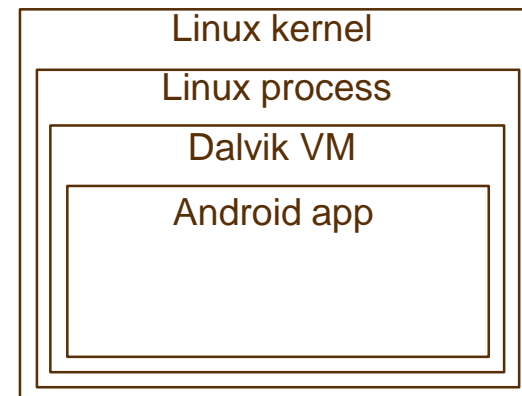 Linux kernel
Linux process
Dalvik VM
Android app